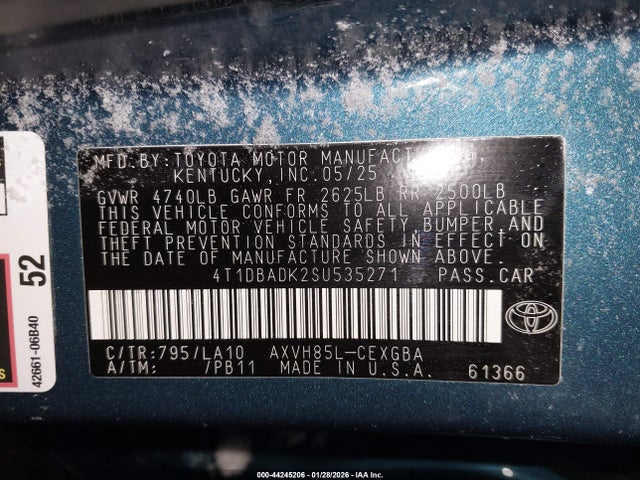 MFD. BY: TOYOTA MOTOR MANUFACT
KENTUCKY, INC. 05/25
GVWR 4740LB GAWR FR 2625LB RR 2500LB
THIS VEHICLE CONFORMS TO ALL APPLICABLE
FEDERAL MOTOR VEHICLE SAFETY, BUMPER, AND
THEFT PREVENTION STANDARDS IN EFFECT ON
THE DATE OF MANUFACTURE SHOWN ABOVE.
4T1DBADK2SU535271 PASS.CAR
C/TR: 795/LA10 AXVH85L-CEXGBA
A/TM: /PB11 MADE IN U.S.A. 61366
52
42661-06B40
000-44245206 - 01/28/2026 - IAA Inc.